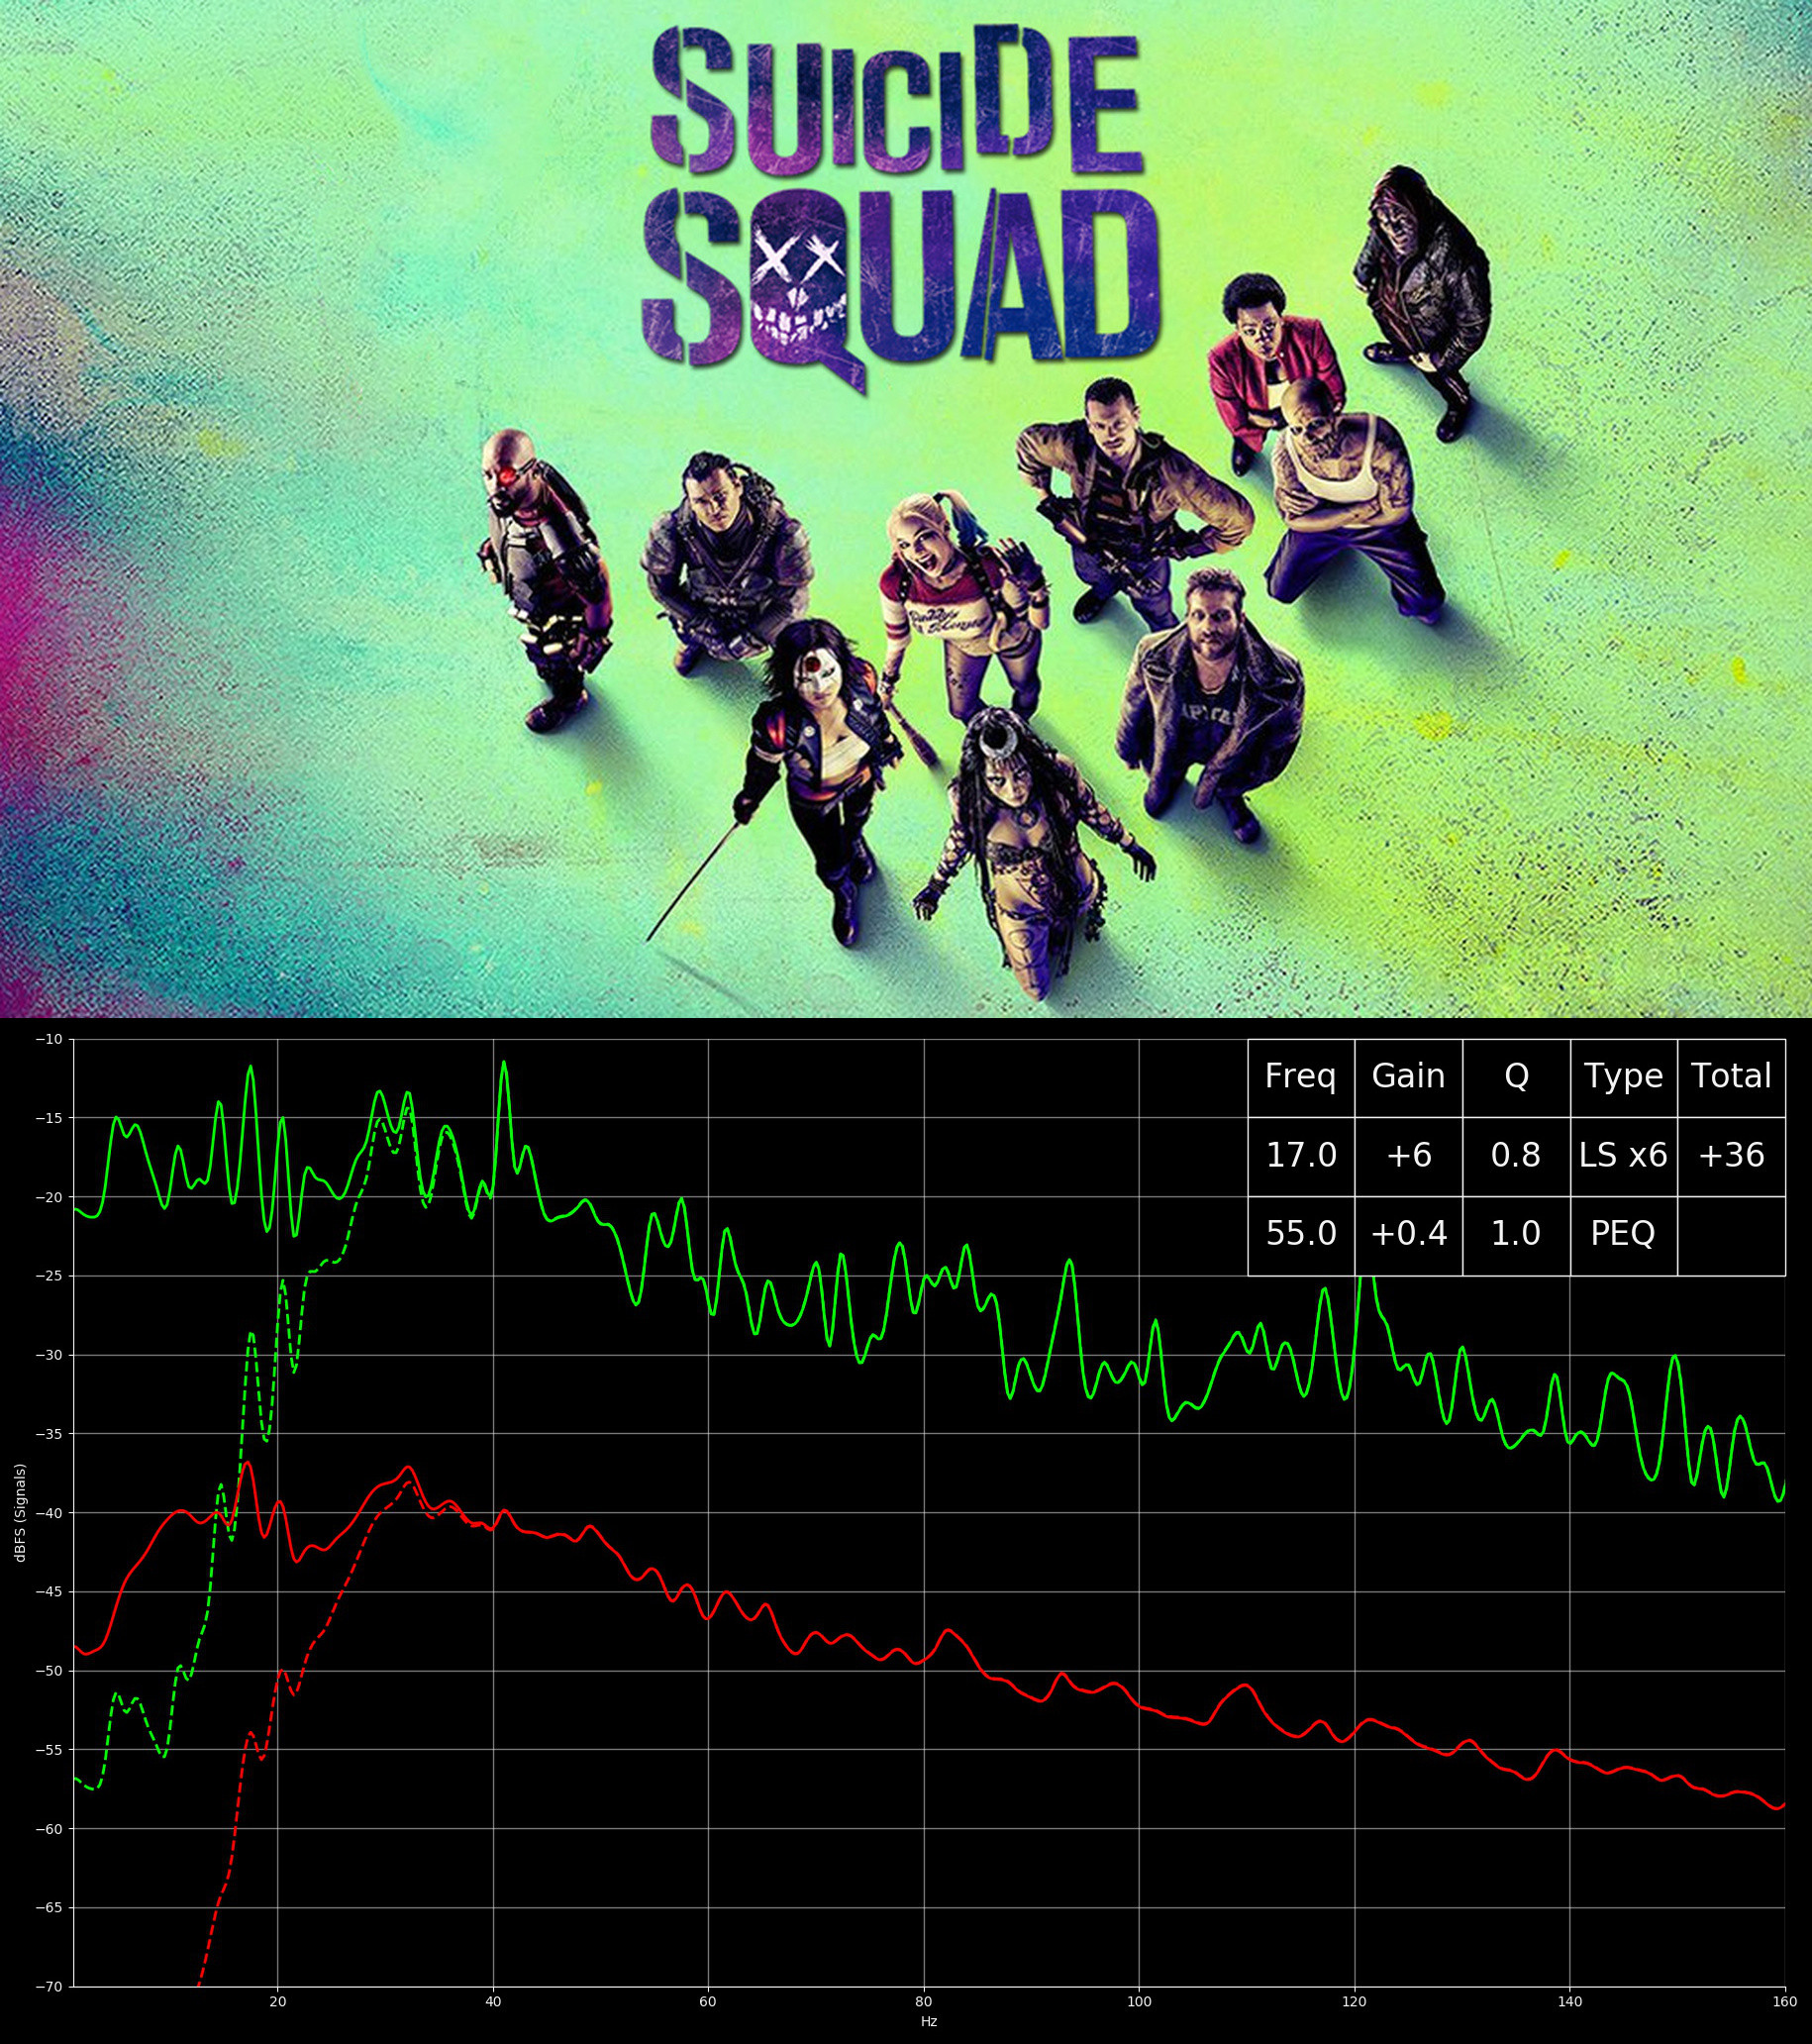 SUICIDE
SQUAD
Freq Gain Q Type Total
17.0 +6 0.8 LS x6 +36
55.0 +0.4 1.0 PEQ
−10
−15
−20
−25
−30
−35
−40
−45
−50
−55
−60
−65
−70
dBFS (Signals)
20 40 60 80 100 120 140 160
Hz